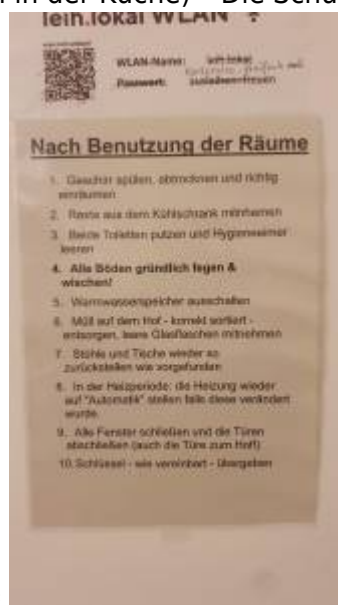 in der Küche) - Die Schu
leih.lokal WLAN
WLAN-Name: leih.lokal
Passwort:
Nach Benutzung der Räume
1. Geschirr spülen, abtrocknen und richtig
einräumen
2. Reste aus dem Kühlschrank mitnehmen
3. Beide Toiletten putzen und Hygieneeimer
leeren
4. Alle Böden gründlich fegen &
wischen!
5. Warmwasserspeicher ausschalten
6. Müll auf dem Hof - korrekt sortiert -
entsorgen, leere Glasflaschen mitnehmen
7. Stühle und Tische wieder so
zurückstellen wie vorgefunden
8. In der Heizperiode: die Heizung wieder
auf "Automatik" stellen falls diese verändert
wurde.
9. Alle Fenster schließen und die Türen
abschließen (auch die Türe zum Hof!)
10. Schlüssel - wie vereinbart - übergeben